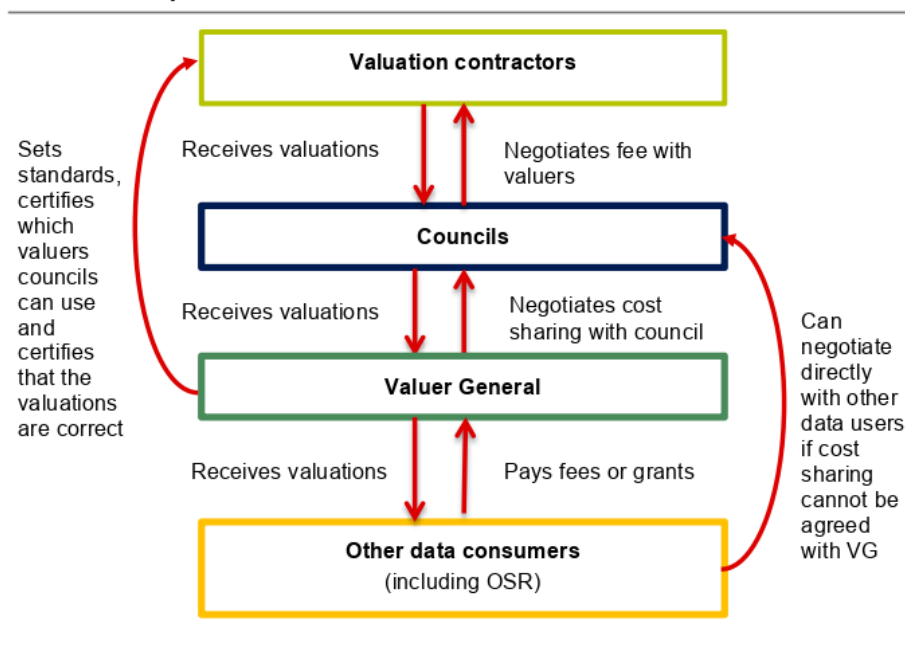 Valuation contractors
Receives valuations
Negotiates fee with
valuers
Sets
standards,
certifies
which
valuers
councils
can use
and
certifies
that the
valuations
are correct
Councils
Receives valuations
Negotiates cost
sharing with council
Can
negotiate
directly
with other
data users
if cost
sharing
cannot be
agreed
with VG
Valuer General
Receives valuations
Pays fees or grants
Other data consumers
(including OSR)